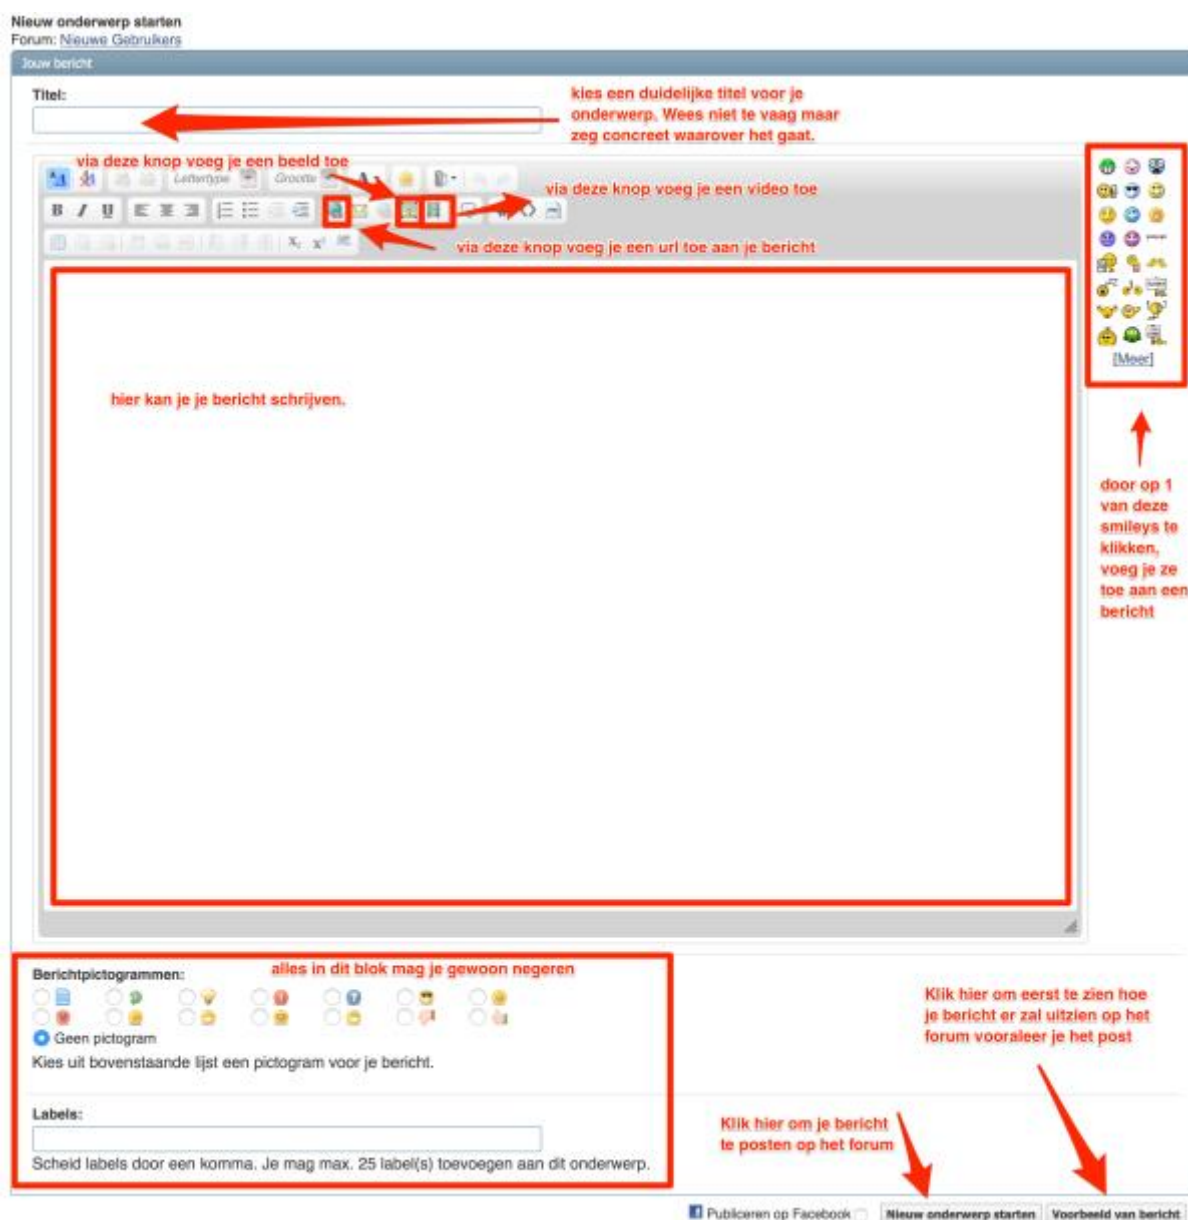 Nieuw onderwerp starten
Forum: Nieuwe Gebruikers
Jouw bericht
Titel:
kies een duidelijke titel voor je
onderwerp. Wees niet te vaag maar
zeg concreet waarover het gaat.
via deze knop voeg je een beeld toe
Lettertype
Grootte
via deze knop voeg je een video toe
B I U
via deze knop voeg je een url toe aan je bericht
[Meer]
hier kan je je bericht schrijven.
door op 1
van deze
smileys te
klikken,
voeg je ze
toe aan een
bericht
Berichtpictogrammen:
alles in dit blok mag je gewoon negeren
Geen pictogram
Kies uit bovenstaande lijst een pictogram voor je bericht.
Klik hier om eerst te zien hoe
je bericht er zal uitzien op het
forum vooraleer je het post
Labels:
Scheid labels door een komma. Je mag max. 25 label(s) toevoegen aan dit onderwerp.
Klik hier om je bericht
te posten op het forum
Publiceren op Facebook
Nieuw onderwerp starten
Voorbeeld van bericht